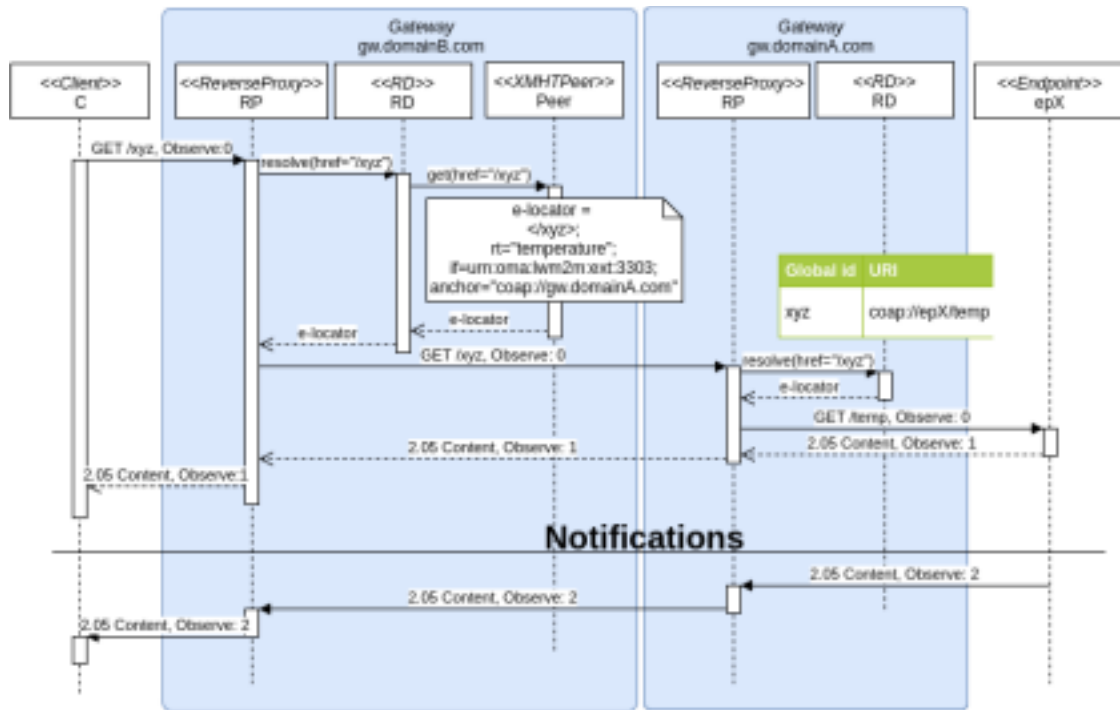 Gateway
gw.domainB.com
Gateway
gw.domainA.com
<<Client>>
C
<<ReverseProxy>>
RP
<<RD>>
RD
<<XMHTPeer>>
Peer
<<ReverseProxy>>
RP
<<RD>>
RD
<<Endpoint>>
epX
GET /xyz, Observe:0
resolve(href="/xyz")
get(href="/xyz")
e-locator =
</xyz>;
rt="temperature";
if=urn:oma:lwm2m:ext:3303;
anchor="coap://gw.domainA.com"
Global id URI
xyz coap://epX/temp
e-locator
e-locator
GET /xyz, Observe: 0
resolve(href="/xyz")
e-locator
GET /temp, Observe: 0
2.05 Content, Observe: 1
2.05 Content, Observe: 1
2.05 Content, Observe:1
Notifications
2.05 Content, Observe: 2
2.05 Content, Observe: 2
2.05 Content, Observe: 2